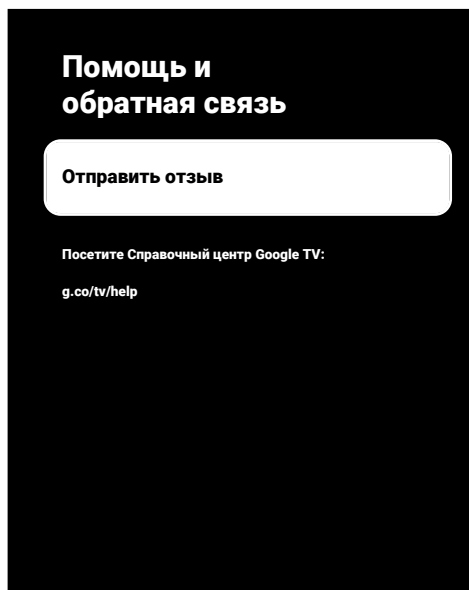 Помощь и
обратная связь
Отправить отзыв
Посетите Справочный центр Google TV:
g.co/tv/help